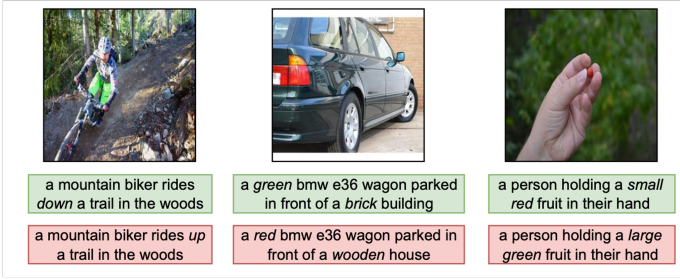 a mountain biker rides
down a trail in the woods
a green bmw e36 wagon parked
in front of a brick building
a person holding a small
red fruit in their hand
a mountain biker rides up
a trail in the woods
a red bmw e36 wagon parked in
front of a wooden house
a person holding a large
green fruit in their hand